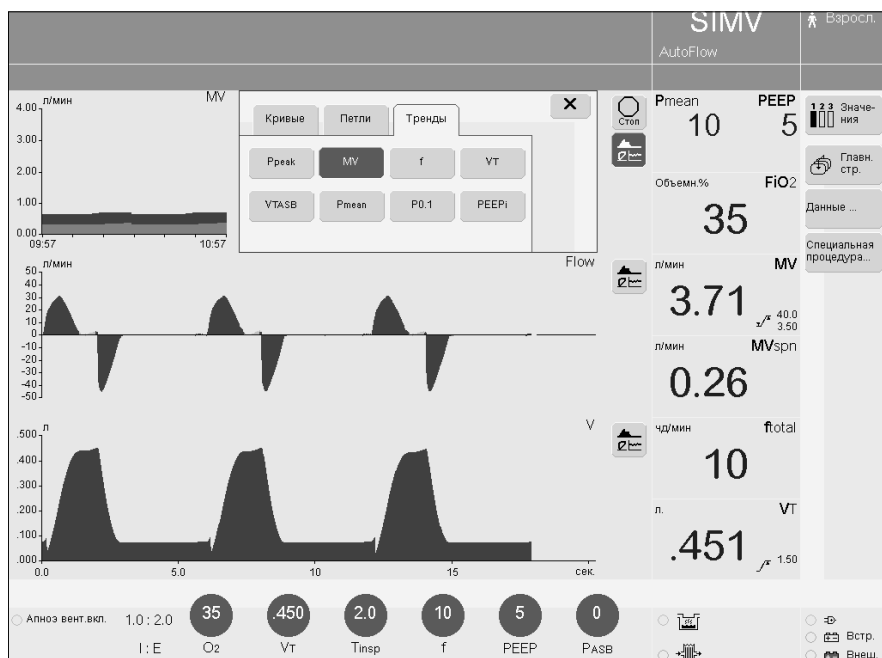 SIMV
AutoFlow
Взросл.
л/мин
MV
4.00
3.00
2.00
1.00
0.00
09:57
10:57
Кривые
Петли
Тренды
Ppeak
MV
f
VT
VTASB
Pmean
P0.1
PEEPi
Стоп
Pmean
PEEP
10
5
Объемн.%
FiO2
35
л/мин
MV
3.71
40.0
3.50
л/мин
MVspn
0.26
чд/мин
ftotal
10
л.
VT
.451
1.50
1 2 3
Значе-
ния
Главн.
стр.
Данные ...
Специальная
процедура...
л/мин
Flow
50
40
30
20
10
0
-10
-20
-30
-40
-50
л
V
.500
.400
.300
.200
.100
.000
0.0
5.0
10
15
сек.
Апноэ вент.вкл.
1.0 : 2.0
I : E
35
O2
.450
VT
2.0
Tinsp
10
f
5
PEEP
0
PASB
Встр.
Внеш.